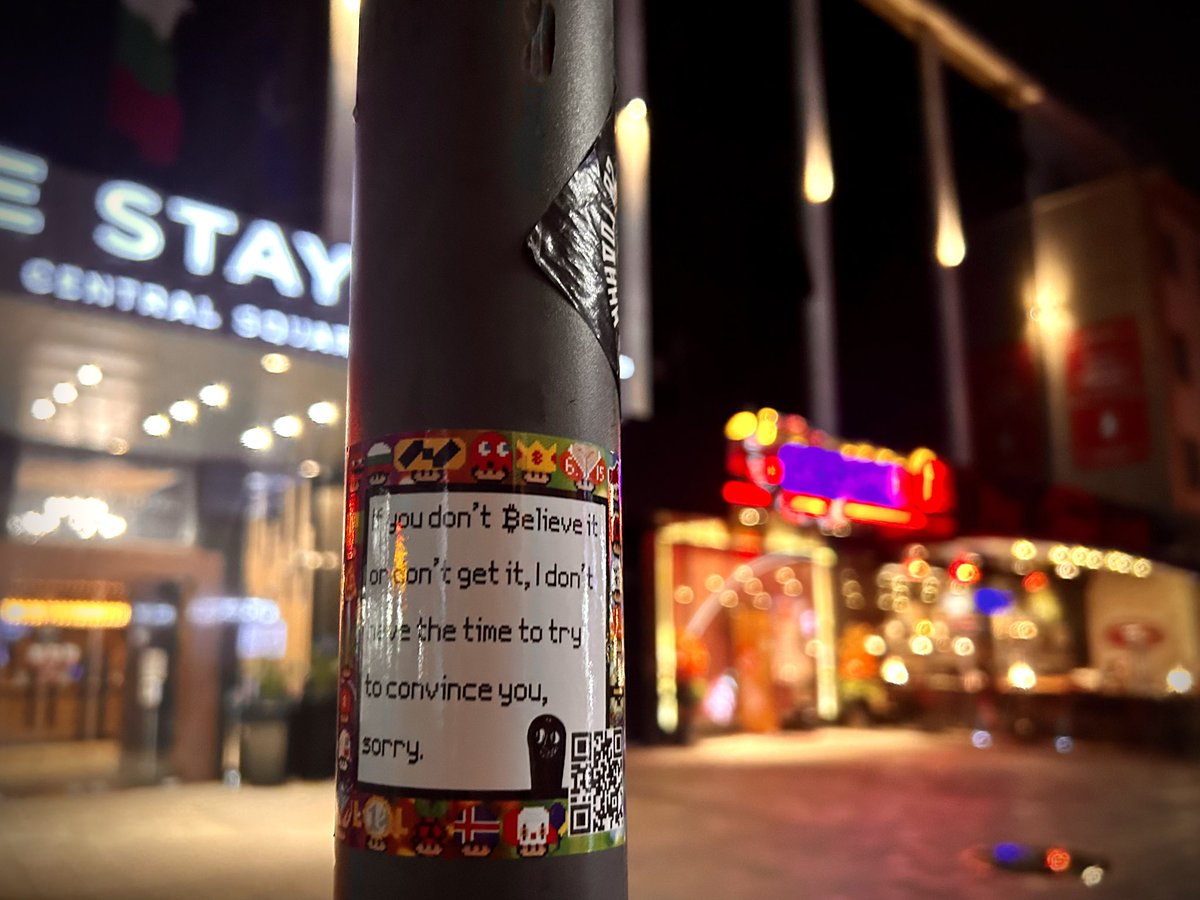 E STAY
CENTRAL SQUAR
If you don't ₿elieve it
or don't get it, I don't
have the time to try
to convince you,
sorry.